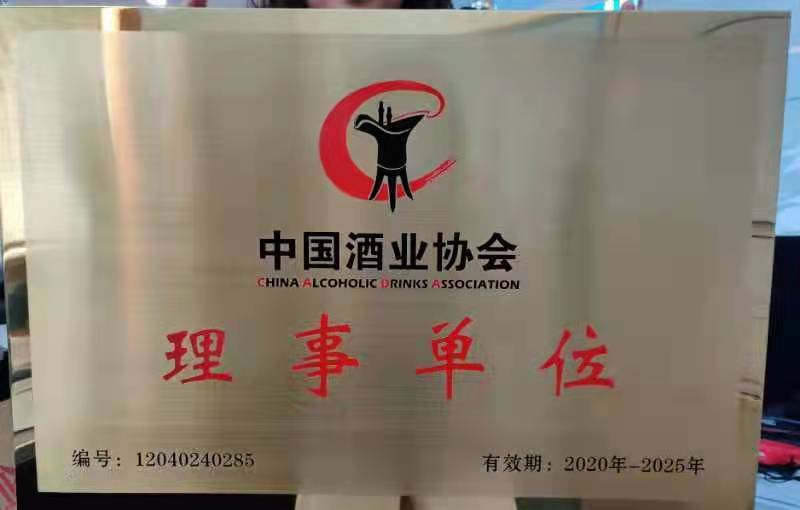 中国酒业协会
CHINA ALCOHOLIC DRINKS ASSOCIATION
理事单位
编号：12040240285
有效期：2020年-2025年